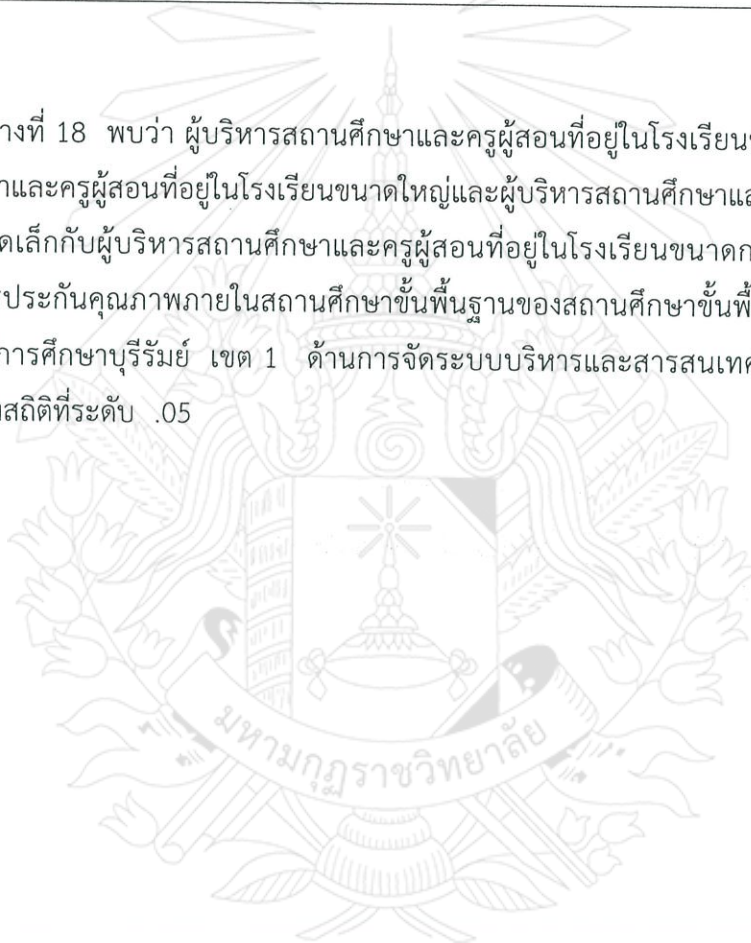 างที่ 18 พบว่า ผู้บริหารสถานศึกษาและครูผู้สอนที่อยู่ในโรงเรียนข
าและครูผู้สอนที่อยู่ในโรงเรียนขนาดใหญ่และผู้บริหารสถานศึกษาแล
ดเล็กกับผู้บริหารสถานศึกษาและครูผู้สอนที่อยู่ในโรงเรียนขนาดก
ประกันคุณภาพภายในสถานศึกษาขั้นพื้นฐานของสถานศึกษาขั้นพื้
การศึกษาบุรีรัมย์ เขต 1 ด้านการจัดระบบบริหารและสารสนเทศ
สถิติที่ระดับ .05
มหามกุฏราชวิทยาลัย